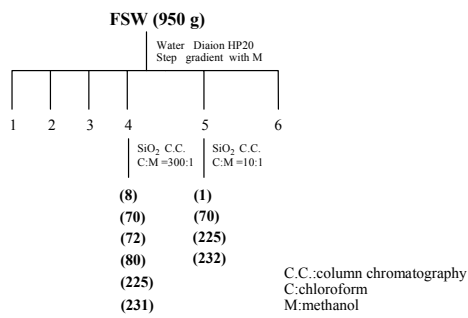 FSW (950 g)
Water Diaion HP20
Step gradient with M
1 2 3 4 5 6
SiO₂ C.C.
C:M =300:1
SiO₂ C.C.
C:M =10:1
(8)
(70)
(72)
(80)
(225)
(231)
(1)
(70)
(225)
(232)
C.C.:column chromatography
C:chloroform
M:methanol